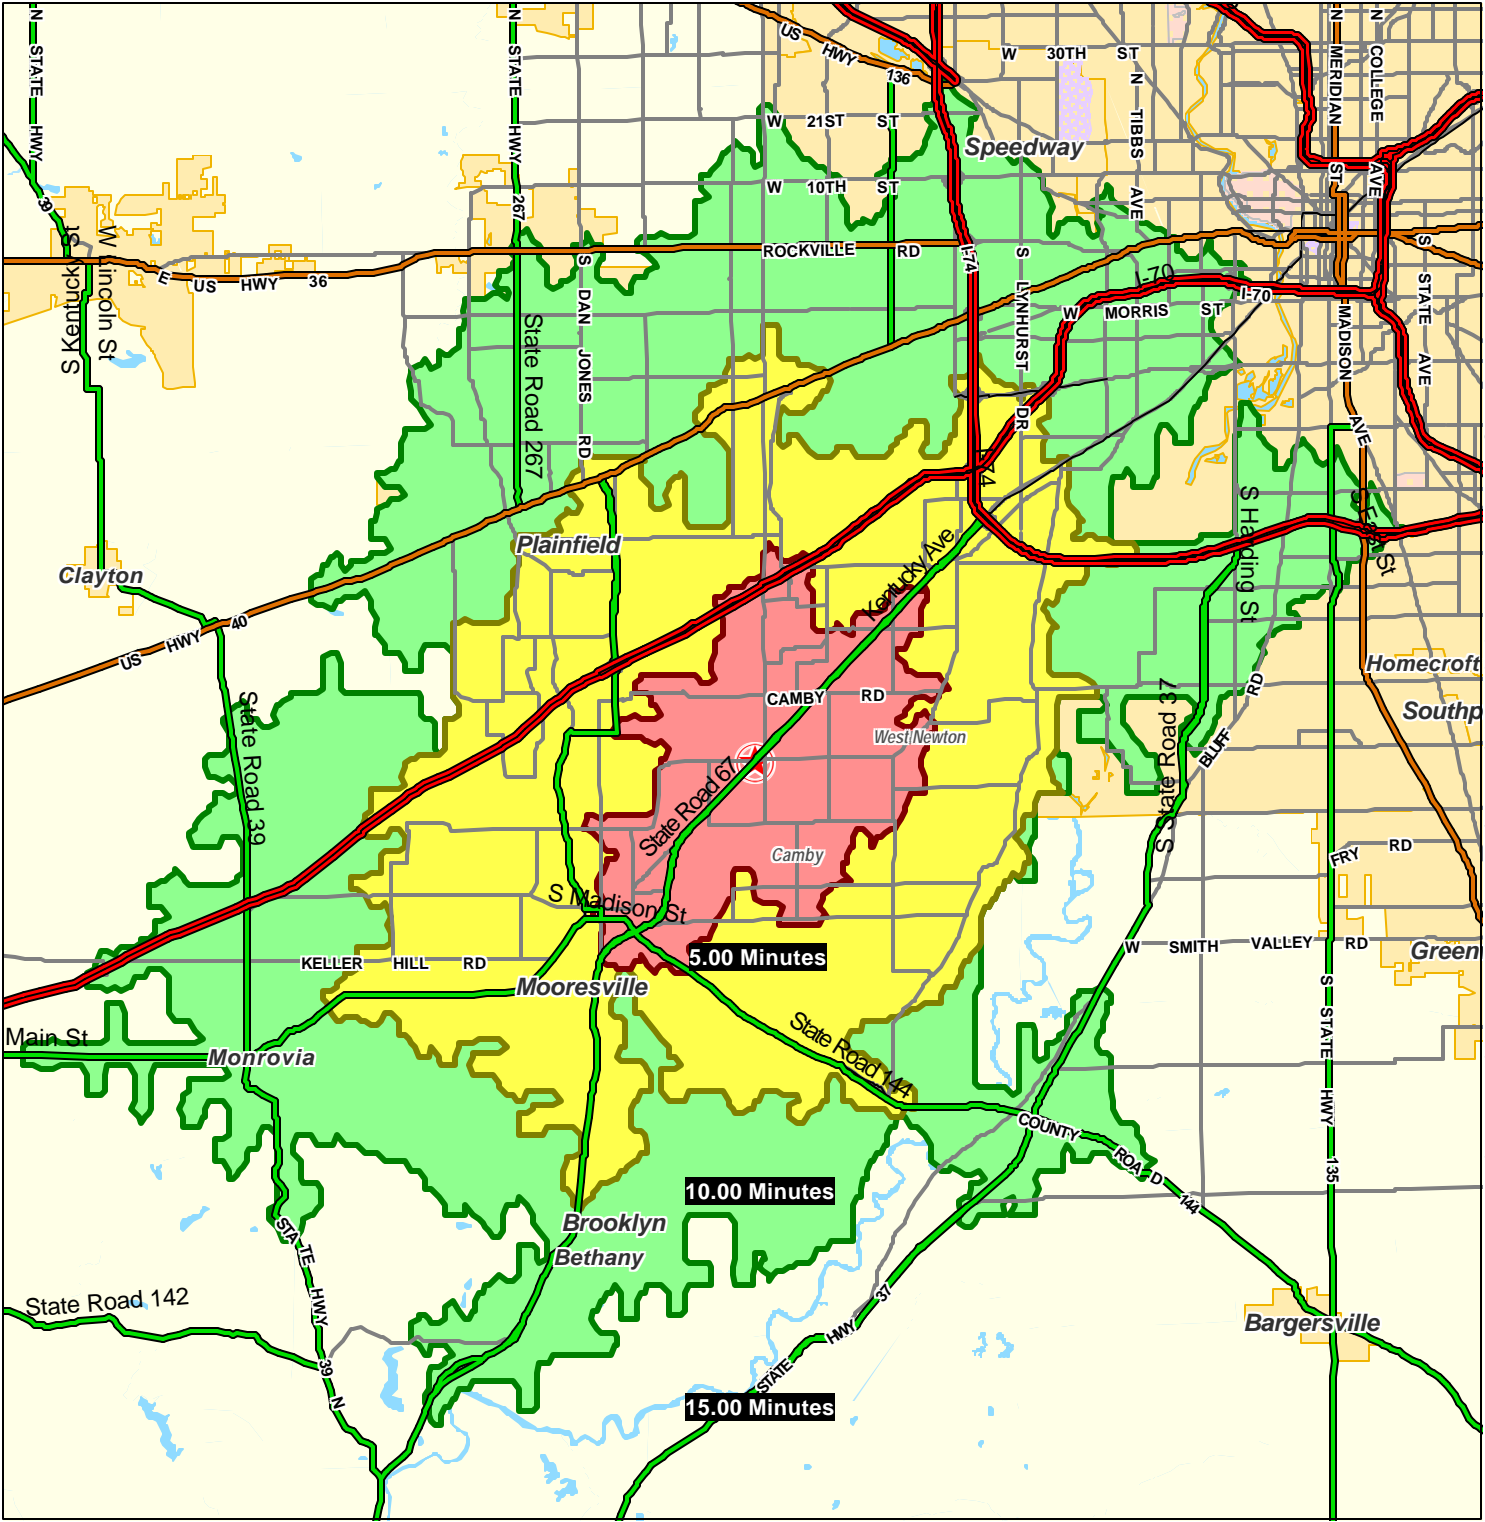 N STATE HWY 39
N STATE HWY 267
US HWY 136
W 30TH ST
N TIBBS AVE
N MERIDIAN ST
N COLLEGE AVE
W 21ST ST
Speedway
W 10TH ST
S Kentucky St
W Lincoln St
E US HWY 36
S DAN JONES RD
ROCKVILLE RD
I-74
S LYNHURST DR
I-70
I-70
W MORRIS ST
S STATE AVE
MADISON AVE
State Road 267
I-74
S Harding St
S East St
Plainfield
Kentucky Ave
Clayton
US HWY 40
Homecroft
State Road 39
CAMBY RD
West Newton
S State Road 37
BLUFF RD
Southp
State Road 67
Camby
FRY RD
S Madison St
5.00 Minutes
KELLER HILL RD
W SMITH VALLEY RD
Green
Mooresville
S STATE HWY 135
Main St
Monrovia
State Road 144
COUNTY ROAD 144
10.00 Minutes
Brooklyn
Bethany
STATE HWY 39 N
State Road 142
STATE HWY 37
Bargersville
15.00 Minutes